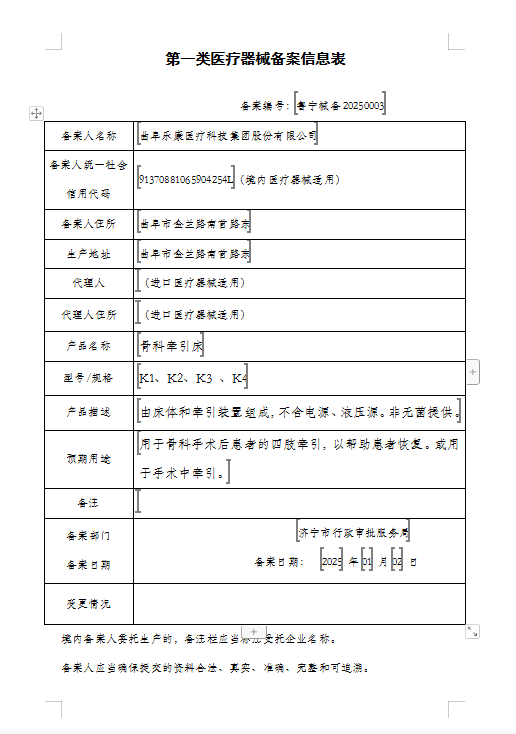 第一类医疗器械备案信息表
备案编号：鲁宁械备20250003
备案人名称 曲阜乐康医疗科技集团股份有限公司
备案人统一社会
信用代码 91370881065904254L（境内医疗器械适用）
备案人住所 曲阜市金兰路南首路东
生产地址 曲阜市金兰路南首路东
代理人 （进口医疗器械适用）
代理人住所 （进口医疗器械适用）
产品名称 骨科牵引床
型号/规格 K1、K2、K3 、K4
产品描述 由床体和牵引装置组成，不含电源、液压源。非无菌提供。
预期用途 用于骨科手术后患者的四肢牵引，以帮助患者恢复。或用
于手术中牵引。
备注
备案部门 济宁市行政审批服务局
备案日期 备案日期： 2025 年 01 月 02 日
变更情况
境内备案人委托生产的，备注栏应当标注受托企业名称。
备案人应当确保提交的资料合法、真实、准确、完整和可追溯。